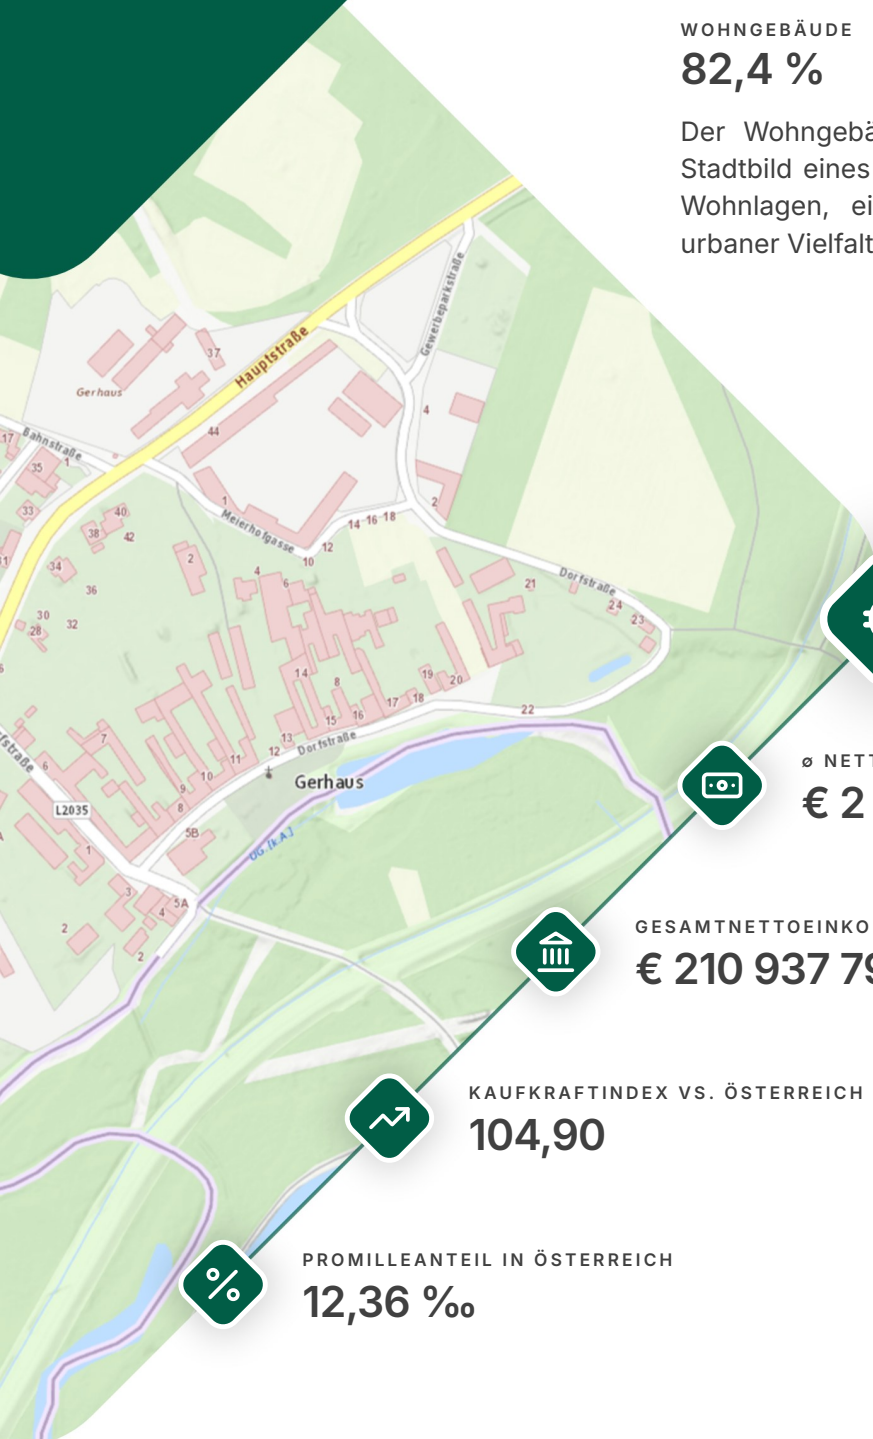 WOHNGEBÄUDE
82,4 %
Der Wohngebä
Stadtbild eines
Wohnlagen, ei
urbaner Vielfalt
Gewerbeparkstraße
Hauptstraße
37
Gerhaus
4
44
17
Bahnstraße
1
35
2
1
33
40
14 16 18
Meierhofgasse
38
42
12
10
2
34
4
6
21
Dorfstraße
36
24
30
23
28
32
14
19
8
20
17
18
22
15
16
7
13
Dorfstraße
12
6
11
10
Gerhaus
9
L2035
8
5B
OG.[k.A.]
1
3
5A
4
2
2
ø NETT
€ 2
GESAMTNETTOEINKO
€ 210 937 79
KAUFKRAFTINDEX VS. ÖSTERREICH
104,90
PROMILLEANTEIL IN ÖSTERREICH
12,36 ‰